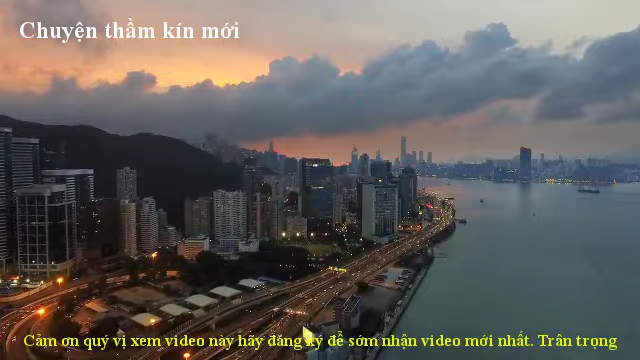 Chuyện thầm kín mới
Cảm ơn quý vị xem video này hãy đăng ký để sớm nhận video mới nhất. Trân trọng